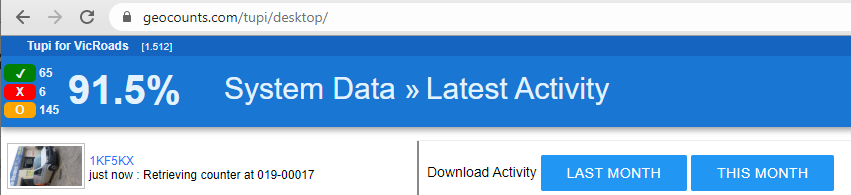 geocounts.com/tupi/desktop/
Tupi for VicRoads [1.512]
✓ 65
X 6
O 145
91.5%
System Data » Latest Activity
1KF5KX
just now : Retrieving counter at 019-00017
Download Activity LAST MONTH THIS MONTH